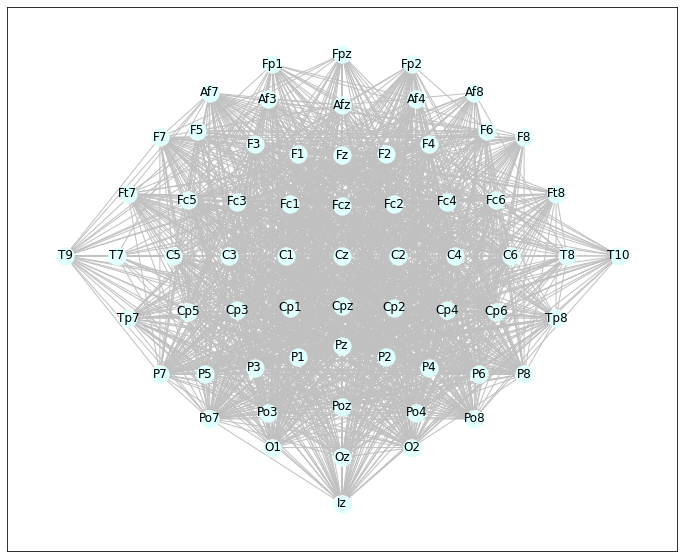 Fpz
Fp1 Fp2
Af7 Af8
Af3 Afz Af4
F7 F5 F6 F8
F3 F1 Fz F2 F4
Ft7 Fc5 Fc3 Fc1 Fcz Fc2 Fc4 Fc6 Ft8
T9 T7 C5 C3 C1 Cz C2 C4 C6 T8 T10
Tp7 Cp5 Cp3 Cp1 Cpz Cp2 Cp4 Cp6 Tp8
Pz
P1 P2
P7 P5 P3 P4 P6 P8
Po7 Po3 Poz Po4 Po8
O1 O2
Oz
Iz